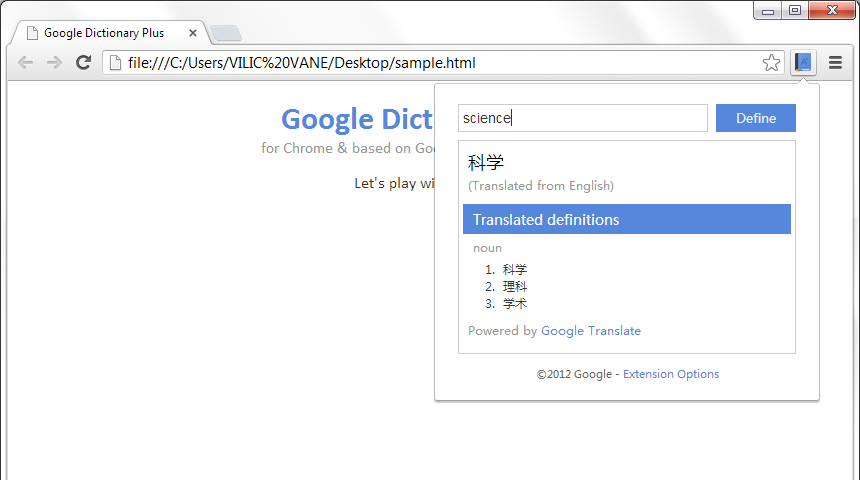 Google Dictionary Plus
file:///C:/Users/VILIC%20VANE/Desktop/sample.html
Google Dict
for Chrome & based on Goo
Let's play wi
science
Define
科学
(Translated from English)
Translated definitions
noun
1. 科学
2. 理科
3. 学术
Powered by Google Translate
©2012 Google - Extension Options